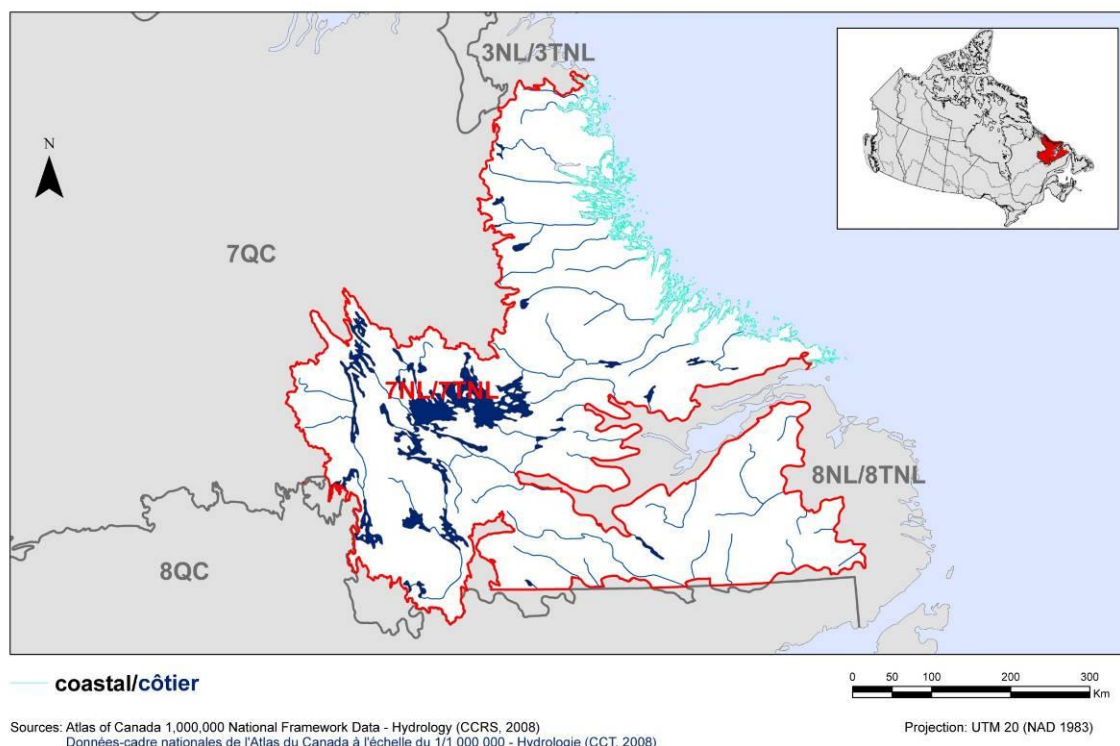 3NL/3TNL
N
7QC
7NL/7TNL
8NL/8TNL
8QC
coastal/côtier
0 50 100 200 300
Km
Sources: Atlas of Canada 1,000,000 National Framework Data - Hydrology (CCRS, 2008)
Données-cadre nationales de l'Atlas du Canada à l'échelle du 1/1 000 000 - Hydrologie (CCT, 2008)
Projection: UTM 20 (NAD 1983)